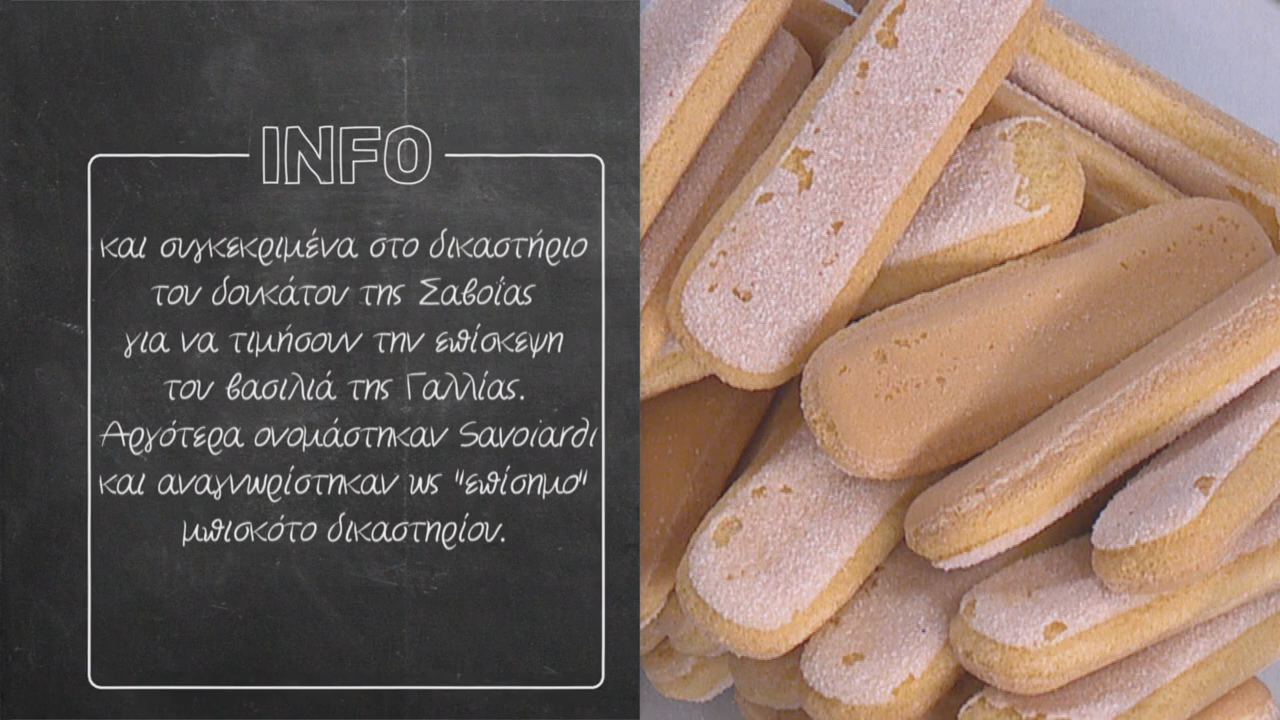 INFO
και συγκεκριμένα στο δικαστήριο
του δουκάτου της Σαβοΐας
για να τιμήσουν την επίσκεψη
του βασιλιά της Γαλλίας.
Αργότερα ονομάστηκαν Savoiardi
και αναγνωρίστηκαν ως "επίσημο"
μπισκότο δικαστηρίου.